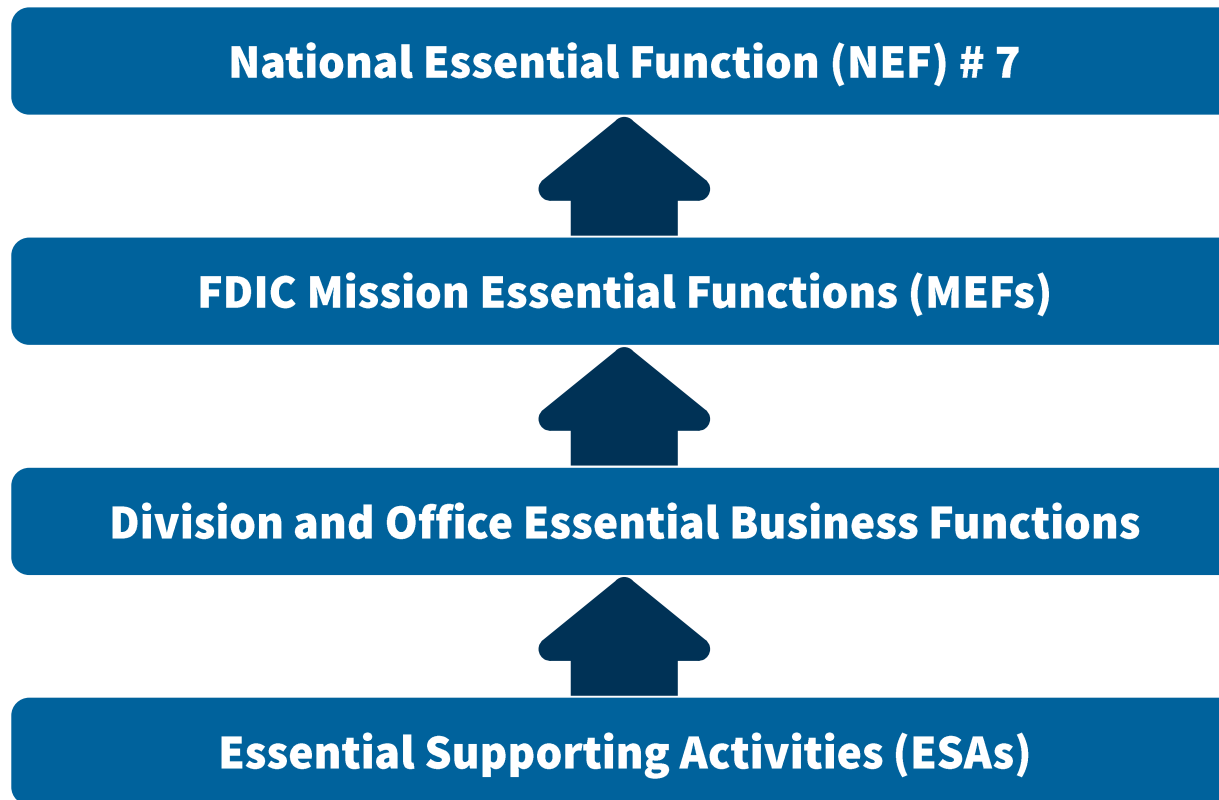 National Essential Function (NEF) # 7
FDIC Mission Essential Functions (MEFs)
Division and Office Essential Business Functions
Essential Supporting Activities (ESAs)